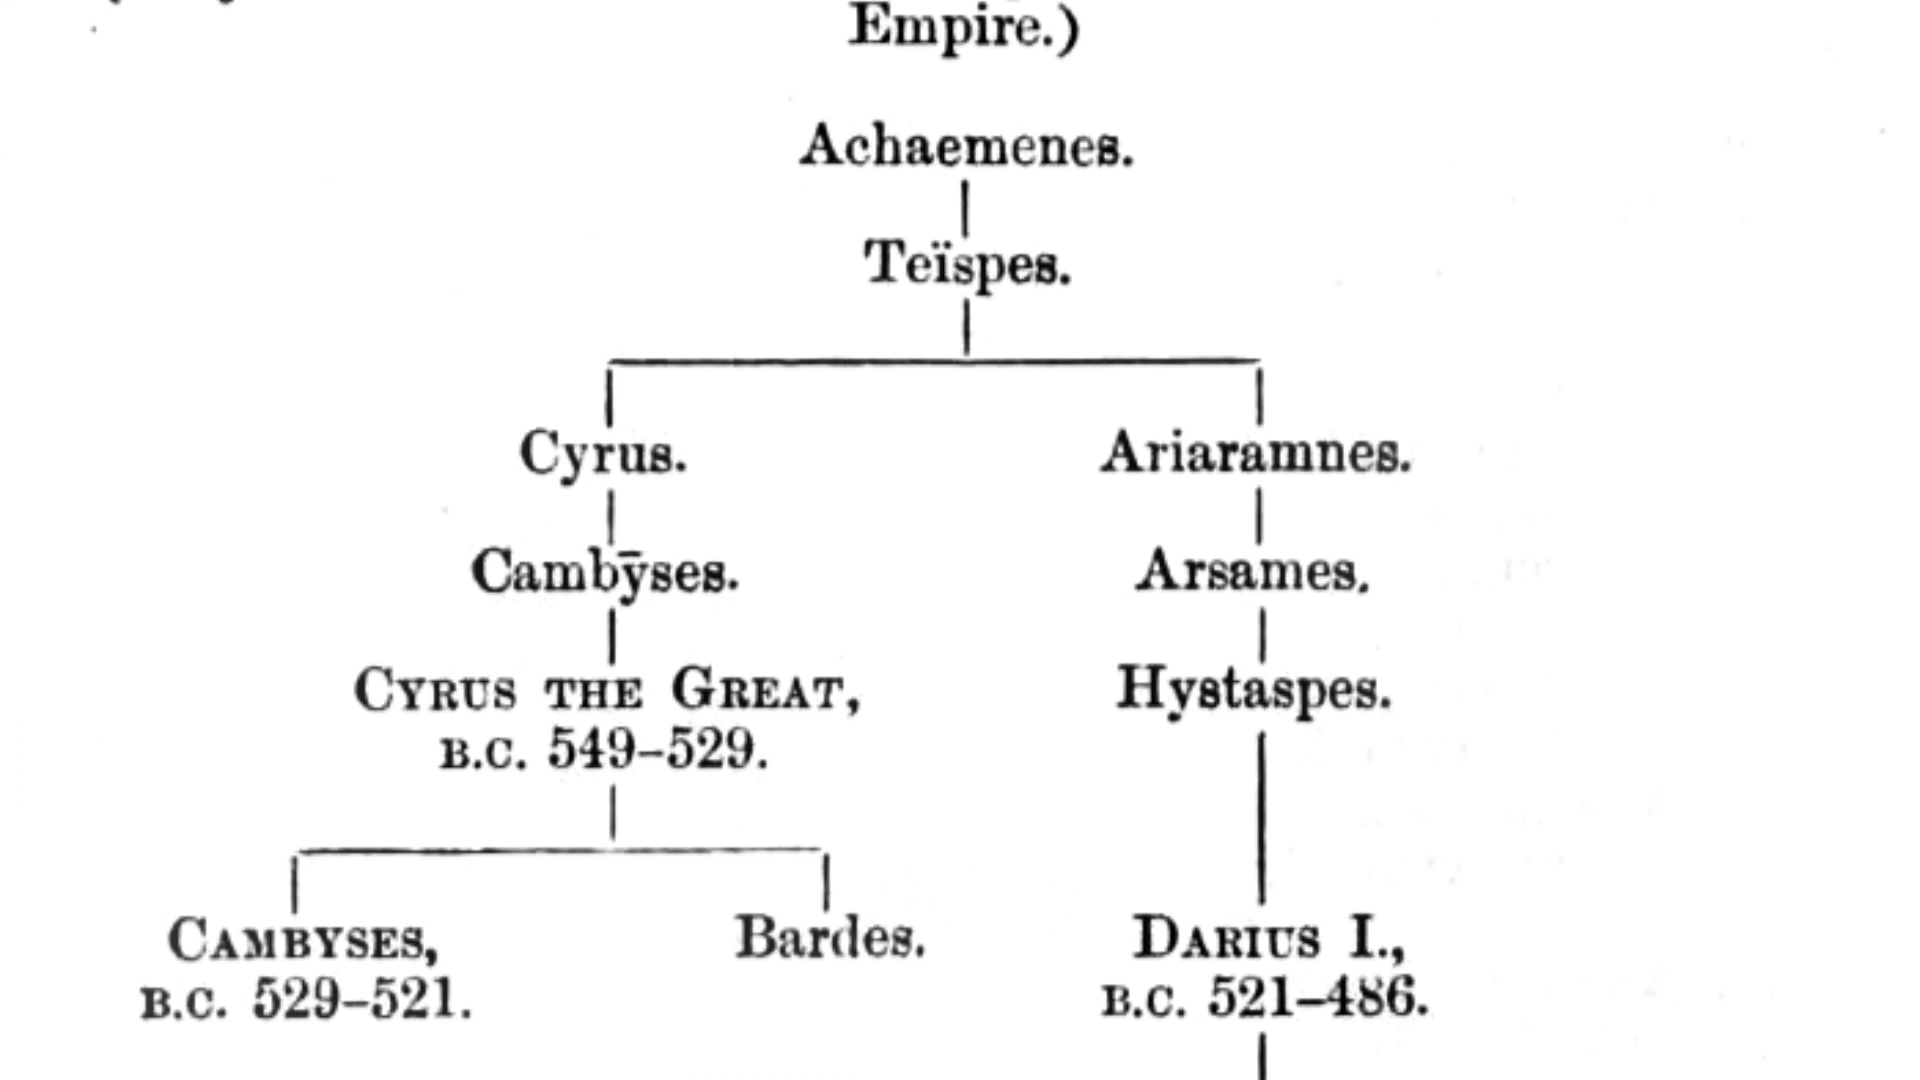 Empire.)
Achaemenes.
Teïspes.
Cyrus. Ariaramnes.
Cambȳses. Arsames.
CYRUS THE GREAT, Hystaspes.
B.C. 549–529.
CAMBYSES, Bardes. DARIUS I.,
B.C. 529–521. B.C. 521–486.